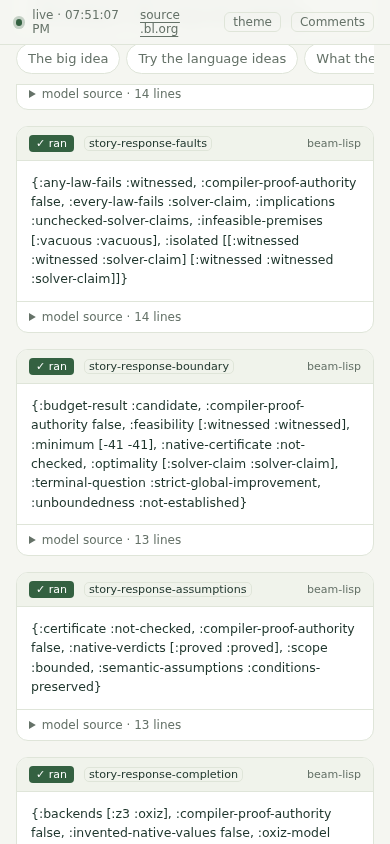 live · 07:51:07 PM
source .bl.org
theme
Comments
The big idea
Try the language ideas
What the
▶ model source · 14 lines
✓ ran
story-response-faults
beam-lisp
{:any-law-fails :witnessed, :compiler-proof-authority
false, :every-law-fails :solver-claim, :implications
:unchecked-solver-claims, :infeasible-premises
[:vacuous :vacuous], :isolated [[:witnessed
:witnessed :solver-claim] [:witnessed :witnessed
:solver-claim]]}
▶ model source · 14 lines
✓ ran
story-response-boundary
beam-lisp
{:budget-result :candidate, :compiler-proof-
authority false, :feasibility [:witnessed :witnessed],
:minimum [-41 -41], :native-certificate :not-
checked, :optimality [:solver-claim :solver-claim],
:terminal-question :strict-global-improvement,
:unboundedness :not-established}
▶ model source · 13 lines
✓ ran
story-response-assumptions
beam-lisp
{:certificate :not-checked, :compiler-proof-authority
false, :native-verdicts [:proved :proved], :scope
:bounded, :semantic-assumptions :conditions-
preserved}
▶ model source · 13 lines
✓ ran
story-response-completion
beam-lisp
{:backends [:z3 :oxiz], :compiler-proof-authority
false, :invented-native-values false, :oxiz-model